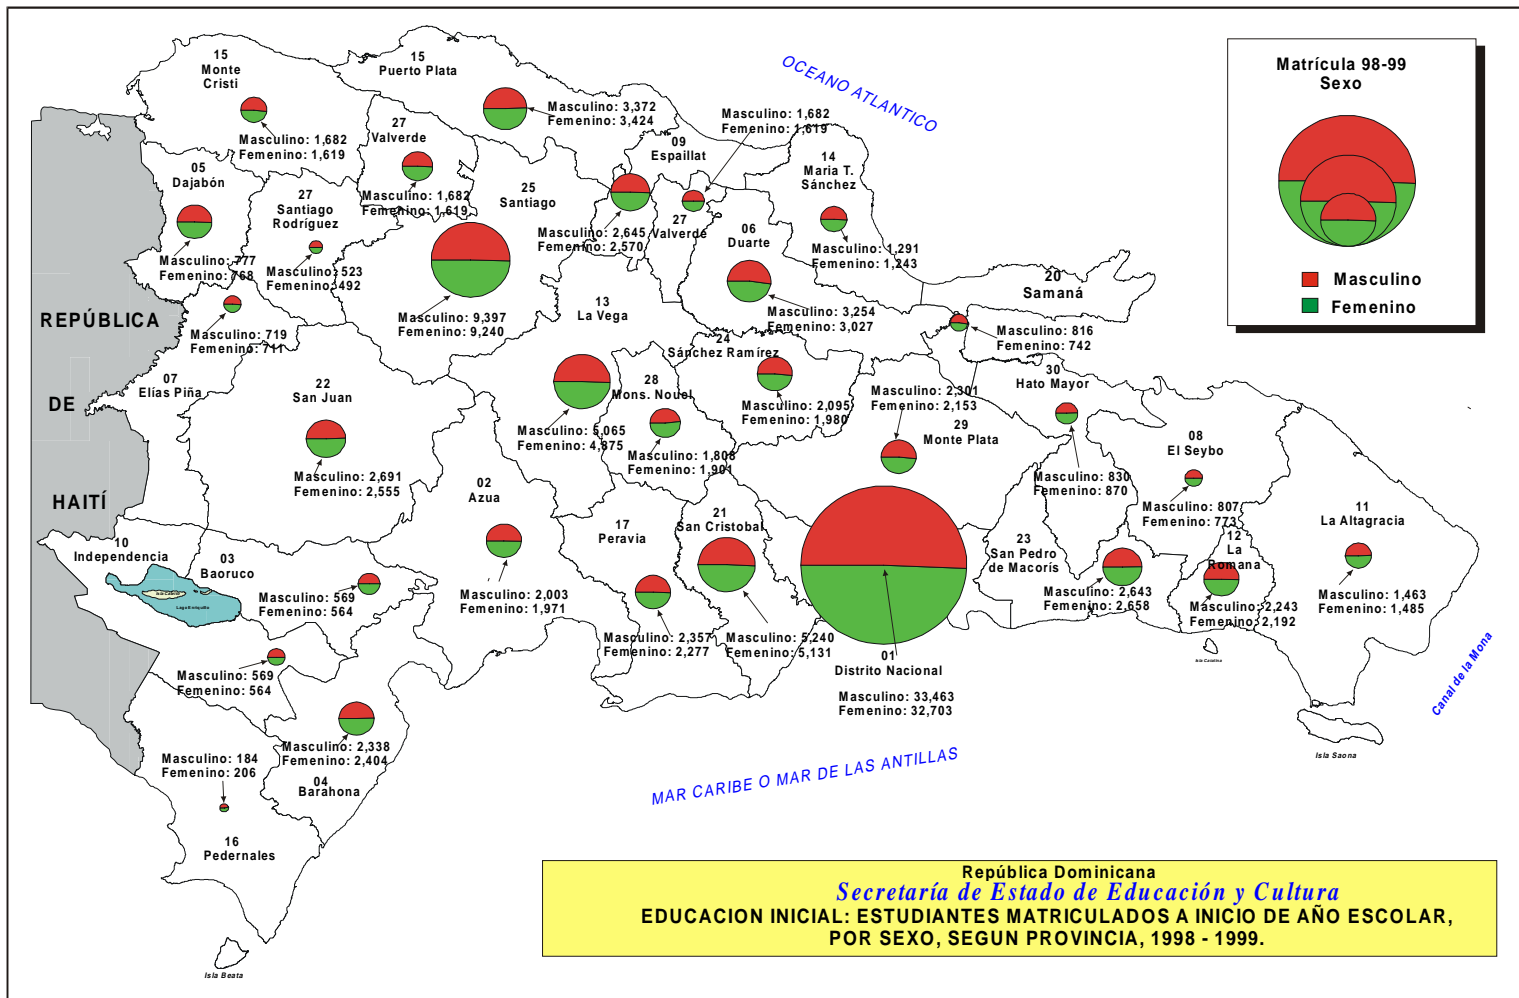 15
Monte
Cristi
Masculino: 1,682
Femenino: 1,619
15
Puerto Plata
Masculino: 3,372
Femenino: 3,424
OCEANO ATLANTICO
Matrícula 98-99
Sexo
Masculino
Femenino
27
Valverde
Masculino: 1,682
Femenino: 1,619
05
Dajabón
Masculino: 777
Femenino: 768
27
Santiago
Rodríguez
Masculino: 523
Femenino: 492
25
Santiago
Masculino: 9,397
Femenino: 9,240
09
Espaillat
Masculino: 1,682
Femenino: 1,619
Masculino: 2,645
Femenino: 2,570
27
Valverde
14
Maria T.
Sánchez
Masculino: 1,291
Femenino: 1,243
06
Duarte
Masculino: 3,254
Femenino: 3,027
20
Samaná
Masculino: 816
Femenino: 742
REPÚBLICA
DE
HAITÍ
Masculino: 719
Femenino: 711
07
Elías Piña
22
San Juan
Masculino: 2,691
Femenino: 2,555
13
La Vega
Masculino: 5,065
Femenino: 4,875
28
Mons. Nouel
Masculino: 1,808
Femenino: 1,901
24
Sánchez Ramírez
Masculino: 2,095
Femenino: 1,980
Masculino: 2,301
Femenino: 2,153
29
Monte Plata
30
Hato Mayor
Masculino: 830
Femenino: 870
08
El Seybo
Masculino: 807
Femenino: 773
11
La Altagracia
Masculino: 1,463
Femenino: 1,485
12
La
Romana
Masculino: 2,243
Femenino: 2,192
23
San Pedro
de Macorís
Masculino: 2,643
Femenino: 2,658
02
Azua
Masculino: 2,003
Femenino: 1,971
17
Peravia
Masculino: 2,357
Femenino: 2,277
21
San Cristobal
Masculino: 5,240
Femenino: 5,131
01
Distrito Nacional
Masculino: 33,463
Femenino: 32,703
10
Independencia
03
Baoruco
Masculino: 569
Femenino: 564
Lago Enriquillo
Masculino: 569
Femenino: 564
Masculino: 2,338
Femenino: 2,404
04
Barahona
Masculino: 184
Femenino: 206
16
Pedernales
Isla Beata
Isla Catalina
Isla Saona
Canal de la Mona
MAR CARIBE O MAR DE LAS ANTILLAS
República Dominicana
Secretaría de Estado de Educación y Cultura
EDUCACION INICIAL: ESTUDIANTES MATRICULADOS A INICIO DE AÑO ESCOLAR,
POR SEXO, SEGUN PROVINCIA, 1998 - 1999.